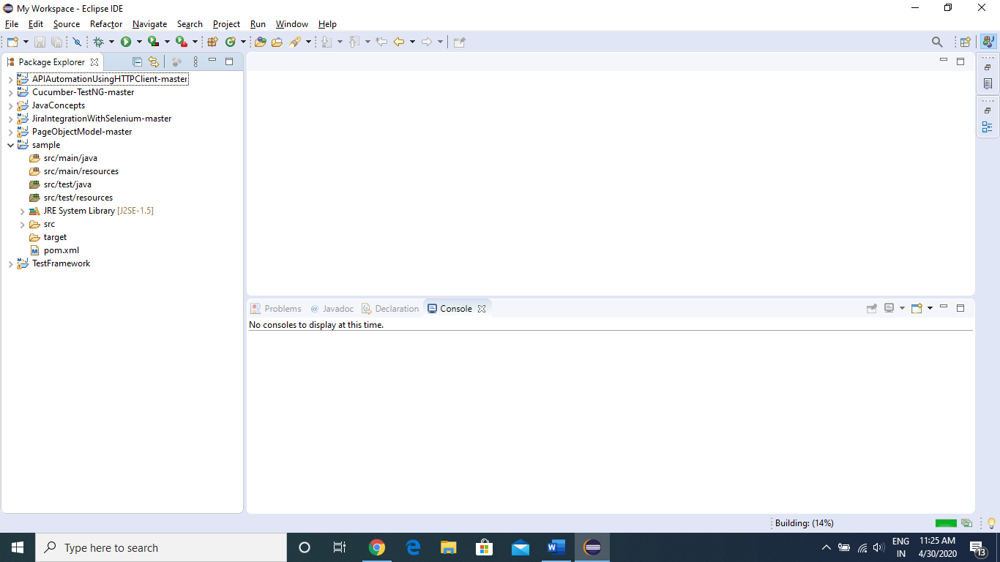 My Workspace - Eclipse IDE
File Edit Source Refactor Navigate Search Project Run Window Help
Package Explorer
APIAutomationUsingHTTPClient-master
Cucumber-TestNG-master
JavaConcepts
JiraIntegrationWithSelenium-master
PageObjectModel-master
sample
src/main/java
src/main/resources
src/test/java
src/test/resources
JRE System Library [J2SE-1.5]
src
target
pom.xml
TestFramework
Problems @ Javadoc Declaration Console
No consoles to display at this time.
Building: (14%)
Type here to search
ENG
IN
11:25 AM
4/30/2020
13